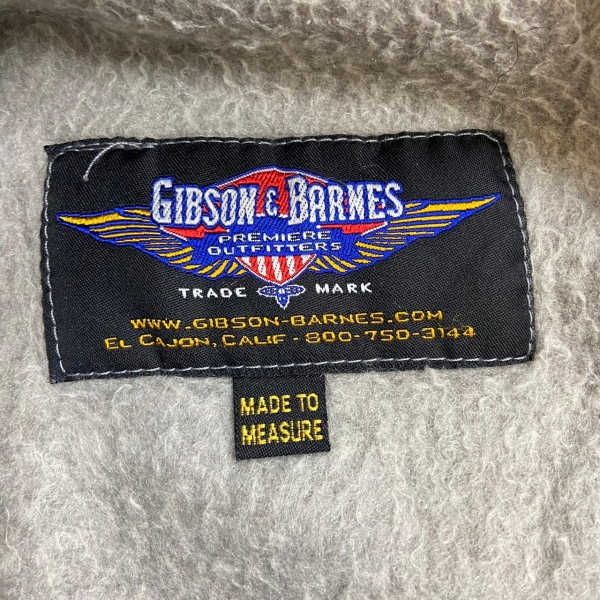 GIBSON & BARNES
PREMIERE
OUTFITTERS
TRADE MARK
WWW.GIBSON-BARNES.COM
EL CAJON, CALIF - 800-750-3144
MADE TO
MEASURE